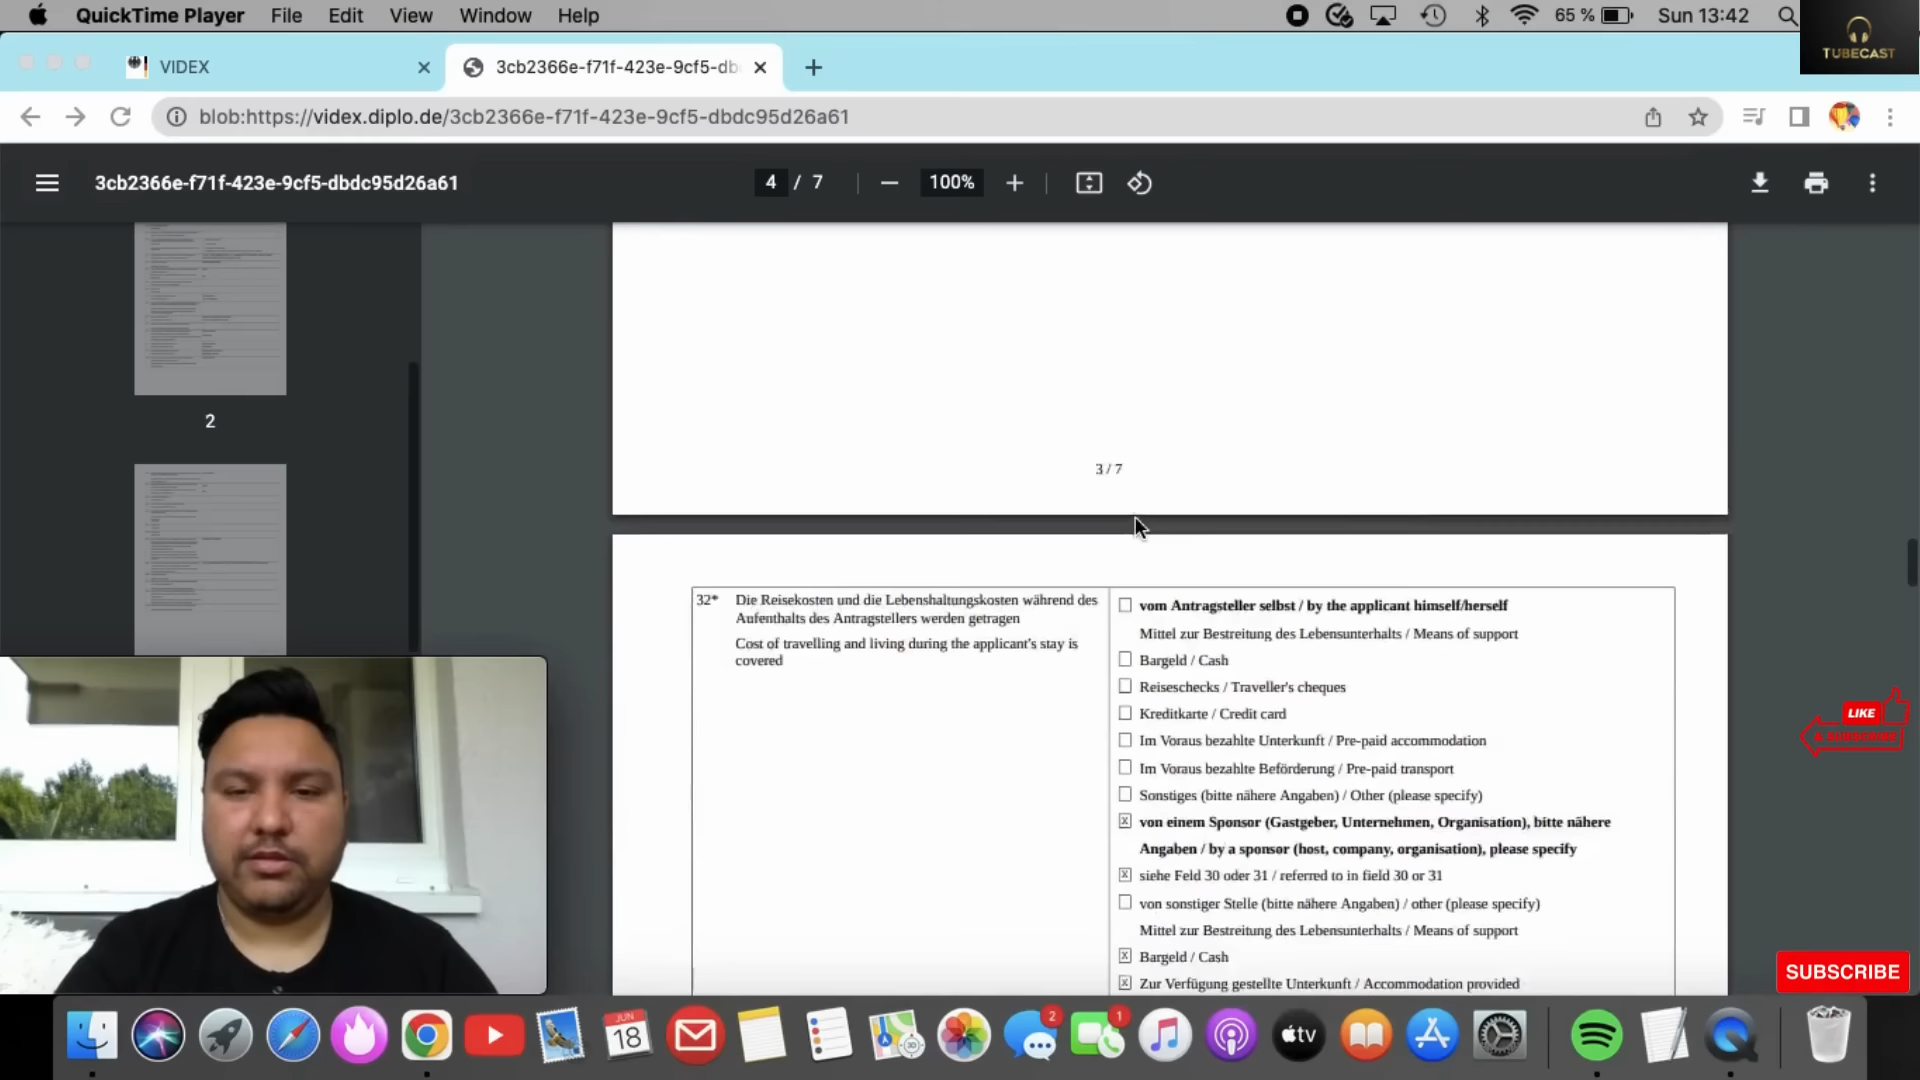 QuickTime Player File Edit View Window Help 65 % Sun 13:42
TUBECAST
VIDEX
3cb2366e-f71f-423e-9cf5-db
blob:https://videx.diplo.de/3cb2366e-f71f-423e-9cf5-dbdc95d26a61
3cb2366e-f71f-423e-9cf5-dbdc95d26a61
4 / 7
100%
2
3 / 7
32* Die Reisekosten und die Lebenshaltungskosten während des
Aufenthalts des Antragstellers werden getragen
Cost of travelling and living during the applicant's stay is
covered
vom Antragsteller selbst / by the applicant himself/herself
Mittel zur Bestreitung des Lebensunterhalts / Means of support
Bargeld / Cash
Reiseschecks / Traveller's cheques
Kreditkarte / Credit card
Im Voraus bezahlte Unterkunft / Pre-paid accommodation
Im Voraus bezahlte Beförderung / Pre-paid transport
Sonstiges (bitte nähere Angaben) / Other (please specify)
x von einem Sponsor (Gastgeber, Unternehmen, Organisation), bitte nähere
Angaben / by a sponsor (host, company, organisation), please specify
x siehe Feld 30 oder 31 / referred to in field 30 or 31
von sonstiger Stelle (bitte nähere Angaben) / other (please specify)
Mittel zur Bestreitung des Lebensunterhalts / Means of support
x Bargeld / Cash
x Zur Verfügung gestellte Unterkunft / Accommodation provided
LIKE
& SUBSCRIBE
SUBSCRIBE
JUN
18
2
1
tv